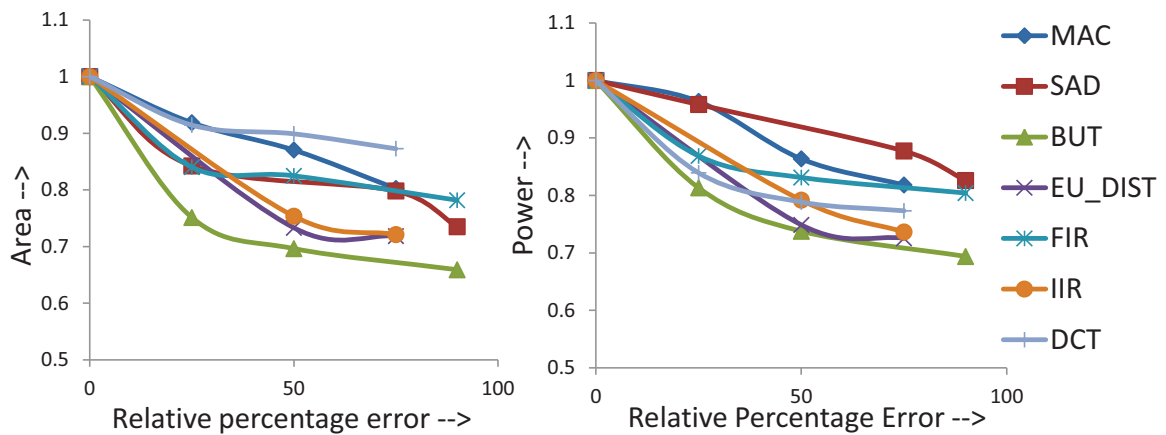 1.1
1
0.9
0.8
0.7
0.6
0.5
Area -->
0
50
100
Relative percentage error -->
1.1
1
0.9
0.8
0.7
0.6
0.5
Power -->
0
50
100
Relative Percentage Error -->
MAC
SAD
BUT
EU_DIST
FIR
IIR
DCT